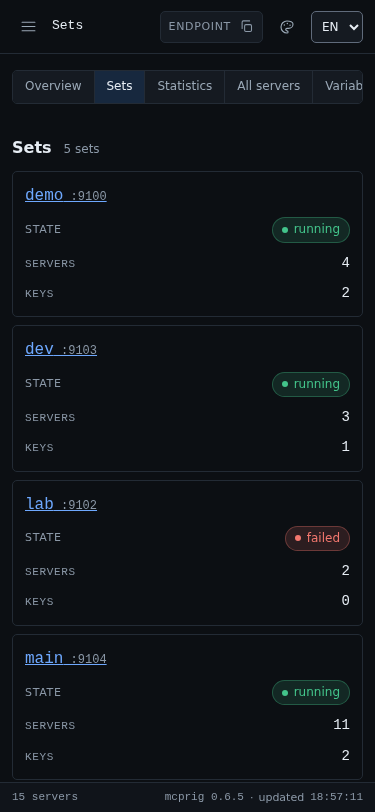 Sets ENDPOINT EN
Overview Sets Statistics All servers Variab
Sets 5 sets
demo :9100
STATE running
SERVERS 4
KEYS 2
dev :9103
STATE running
SERVERS 3
KEYS 1
lab :9102
STATE failed
SERVERS 2
KEYS 0
main :9104
STATE running
SERVERS 11
KEYS 2
15 servers mcprig 0.6.5 · updated 18:57:11